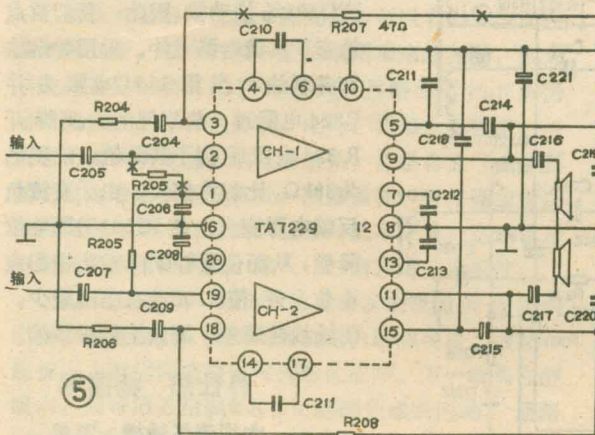 R207 47Ω
C210
C211
C221
4
6
10
R204
C204
3
5
C214
输入
C205
2
CH-1
9
C218
C216
R205
C206
1
7
C212
16
TAT229
8
12
R205
C208
20
13
C213
输入
C207
19
CH-2
11
R206
C209
18
15
C217
C220
C215
⑤
14
17
C211
R208